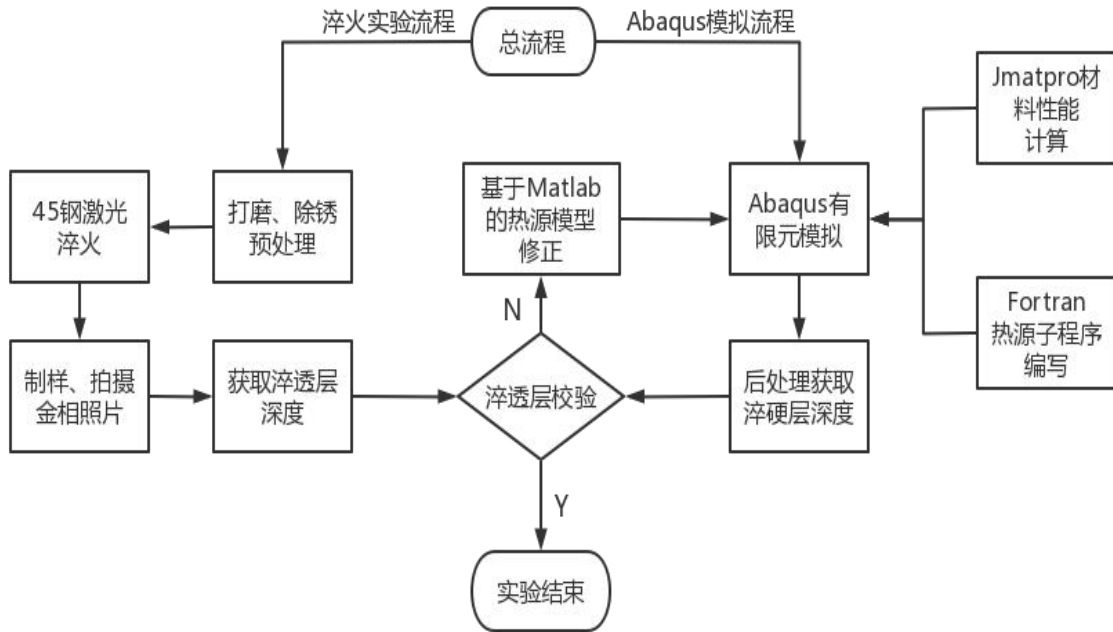 淬火实验流程
总流程
Abaqus模拟流程
Jmatpro材
料性能
计算
45钢激光
淬火
打磨、除锈
预处理
基于Matlab
的热源模型
修正
Abaqus有
限元模拟
Fortran
热源子程序
编写
N
制样、拍摄
金相照片
获取淬透层
深度
淬透层校验
后处理获取
淬硬层深度
Y
实验结束